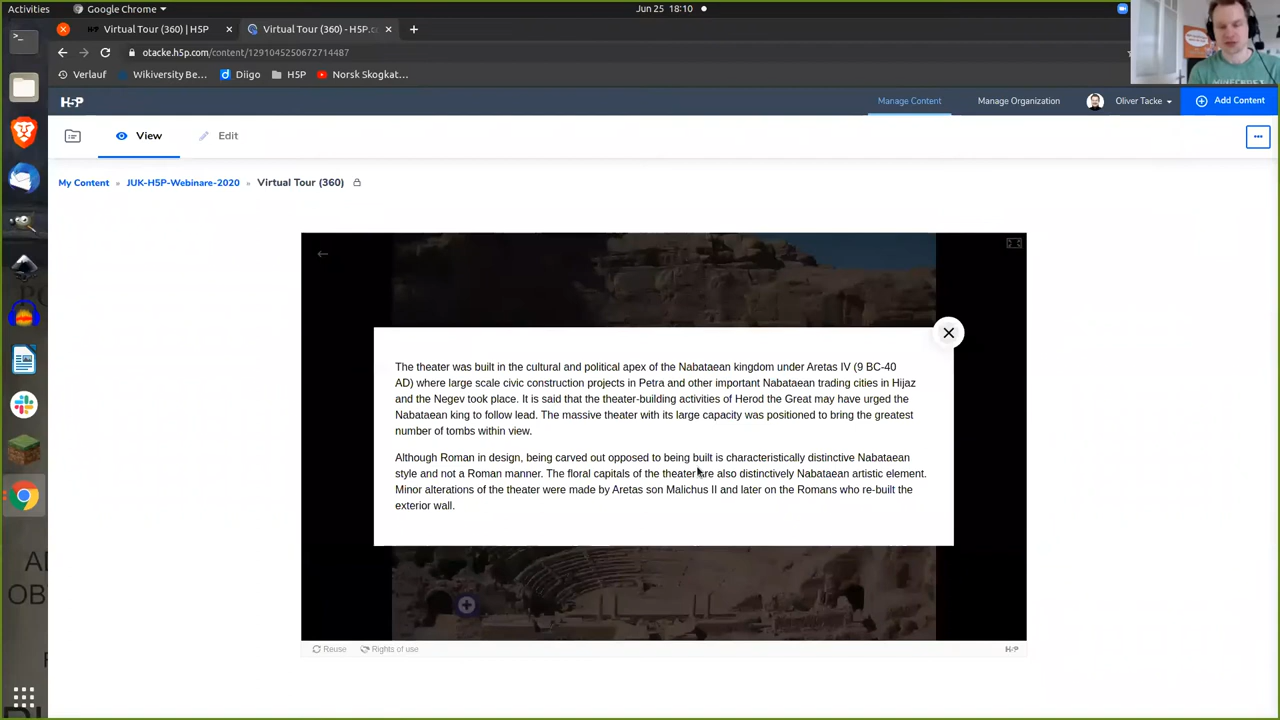 Activities
Google Chrome
Jun 25 18:10
Virtual Tour (360) | H5P
Virtual Tour (360) - H5P.c
otacke.h5p.com/content/1291045250672714487
Verlauf
Wikiversity Be…
Diigo
H5P
Norsk Skogkat…
H5P
Manage Content
Manage Organization
Oliver Tacke
Add Content
View
Edit
My Content » JUK-H5P-Webinare-2020 » Virtual Tour (360)
The theater was built in the cultural and political apex of the Nabataean kingdom under Aretas IV (9 BC-40
AD) where large scale civic construction projects in Petra and other important Nabataean trading cities in Hijaz
and the Negev took place. It is said that the theater-building activities of Herod the Great may have urged the
Nabataean king to follow lead. The massive theater with its large capacity was positioned to bring the greatest
number of tombs within view.
Although Roman in design, being carved out opposed to being built is characteristically distinctive Nabataean
style and not a Roman manner. The floral capitals of the theater are also distinctively Nabataean artistic element.
Minor alterations of the theater were made by Aretas son Malichus II and later on the Romans who re-built the
exterior wall.
Reuse
Rights of use
H5P